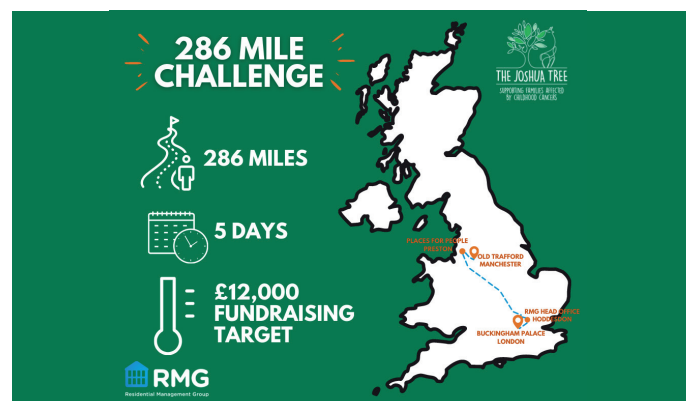 286 MILE
CHALLENGE
THE JOSHUA TREE
SUPPORTING FAMILIES AFFECTED
BY CHILDHOOD CANCERS
286 MILES
5 DAYS
£12,000
FUNDRAISING
TARGET
PLACES FOR PEOPLE
PRESTON
OLD TRAFFORD
MANCHESTER
RMG HEAD OFFICE
HODDESDON
BUCKINGHAM PALACE
LONDON
RMG
Residential Management Group